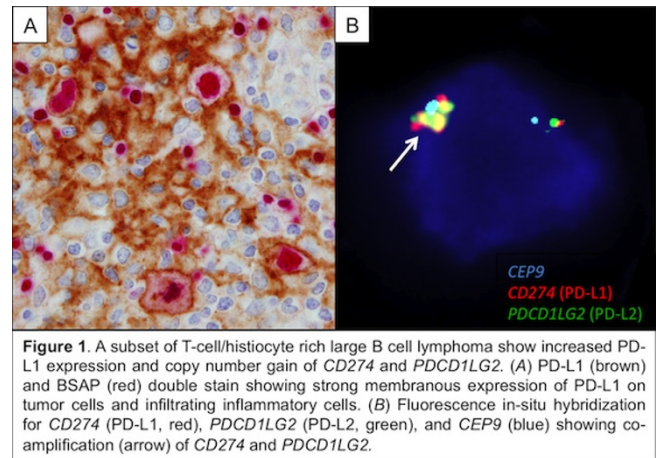 A
B
CEP9
CD274 (PD-L1)
PDCD1LG2 (PD-L2)
Figure 1. A subset of T-cell/histiocyte rich large B cell lymphoma show increased PD-
L1 expression and copy number gain of CD274 and PDCD1LG2. (A) PD-L1 (brown)
and BSAP (red) double stain showing strong membranous expression of PD-L1 on
tumor cells and infiltrating inflammatory cells. (B) Fluorescence in-situ hybridization
for CD274 (PD-L1, red), PDCD1LG2 (PD-L2, green), and CEP9 (blue) showing co-
amplification (arrow) of CD274 and PDCD1LG2.